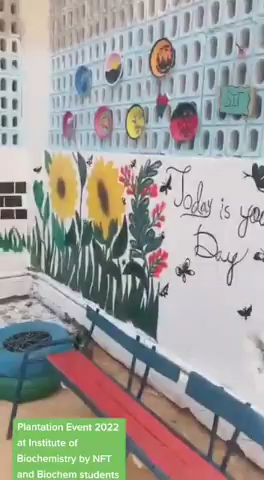 Today is you
Day
Plantation Event 2022
at Institute of
Biochemistry by NFT
and Biochem students